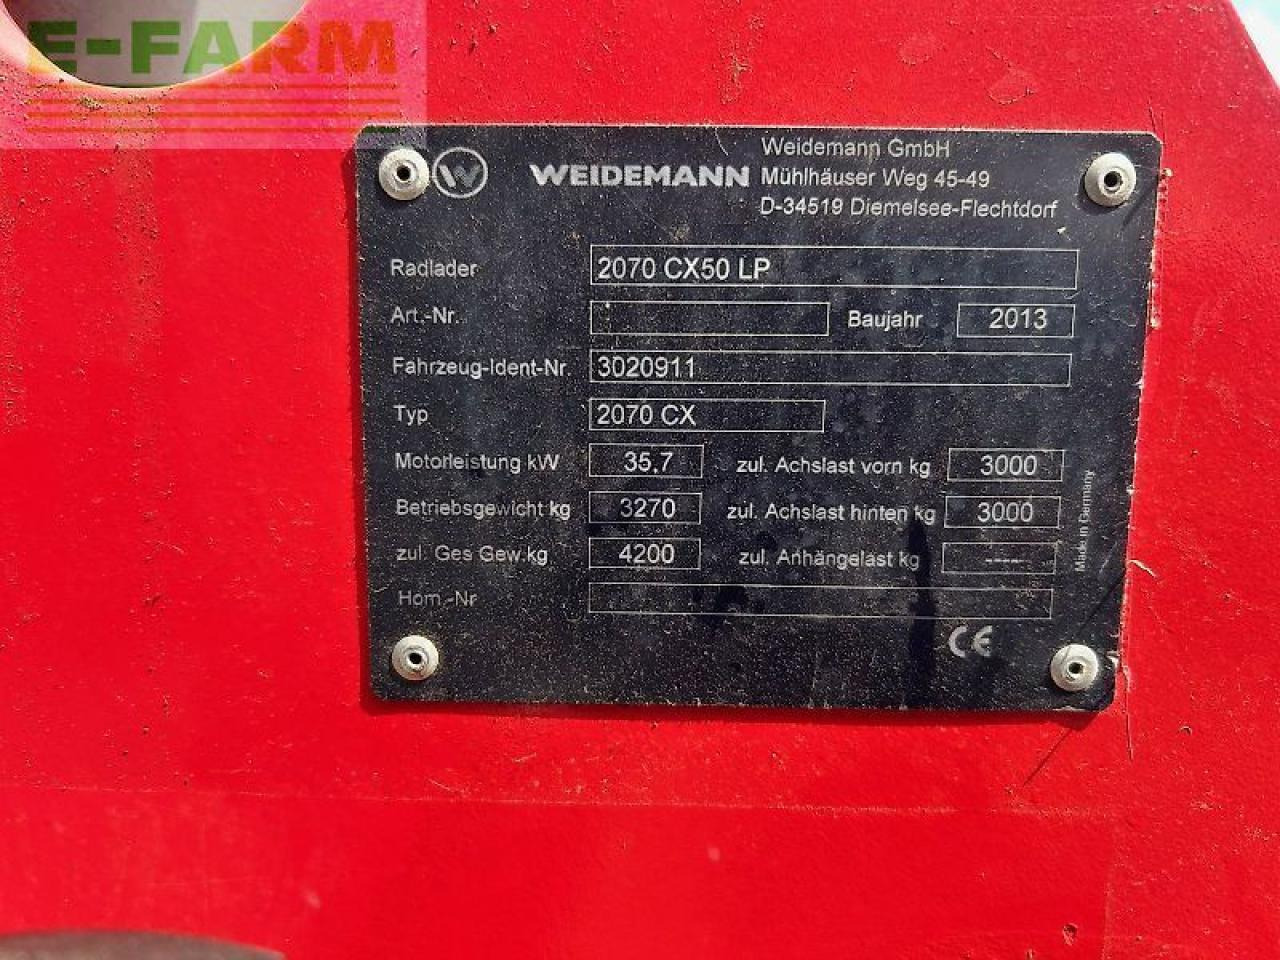 E-FARM
W WEIDEMANN
Weidemann GmbH
Mühlhäuser Weg 45-49
D-34519 Diemelsee-Flechtdorf
Radlader 2070 CX50 LP
Art.-Nr. Baujahr 2013
Fahrzeug-Ident-Nr. 3020911
Typ 2070 CX
Motorleistung kW 35,7 zul. Achslast vorn kg 3000
Betriebsgewicht kg 3270 zul. Achslast hinten kg 3000
zul. Ges Gew.kg 4200 zul. Anhängelast kg ----
Hom.-Nr
Made in Germany
CE